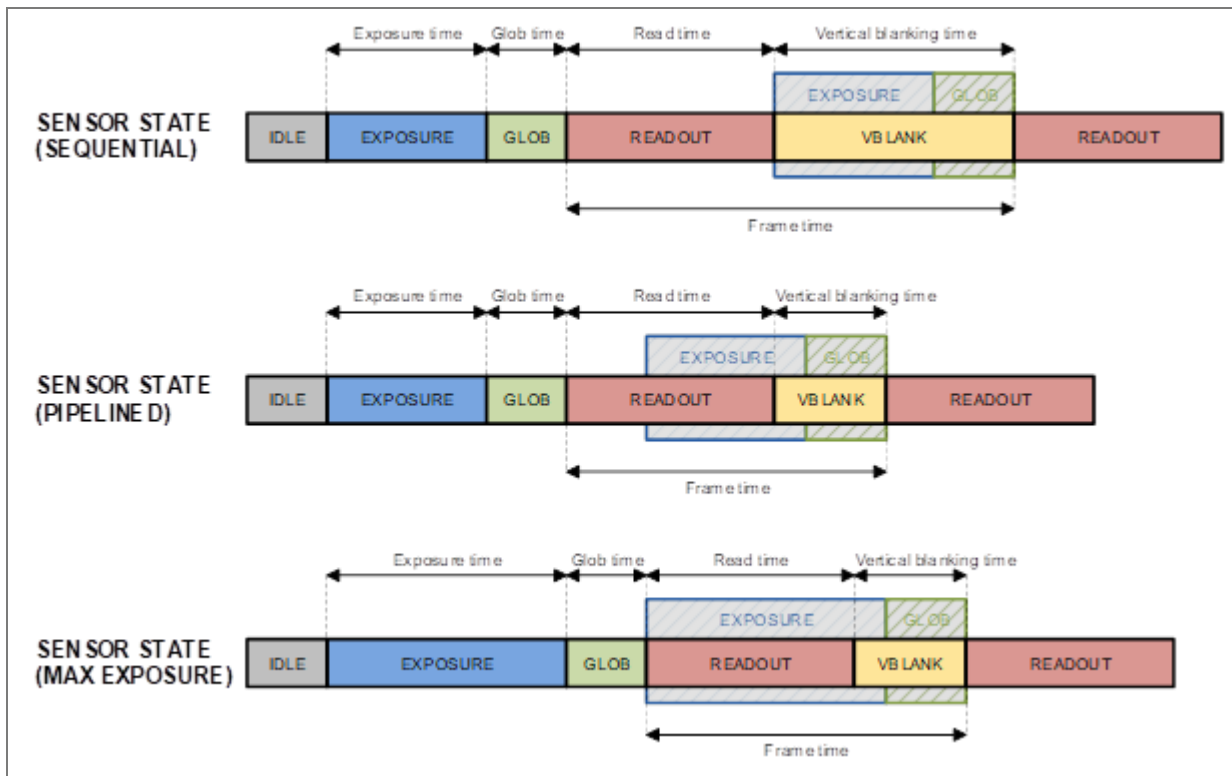 Exposure time Glob time Read time Vertical blanking time
EXPOSURE GLOB
SENSOR STATE
(SEQUENTIAL)
IDLE EXPOSURE GLOB READOUT VBLANK READOUT
Frame time
Exposure time Glob time Read time Vertical blanking time
EXPOSURE GLOB
SENSOR STATE
(PIPELINED)
IDLE EXPOSURE GLOB READOUT VBLANK READOUT
Frame time
Exposure time Glob time Read time Vertical blanking time
EXPOSURE GLOB
SENSOR STATE
(MAX EXPOSURE)
IDLE EXPOSURE GLOB READOUT VBLANK READOUT
Frame time